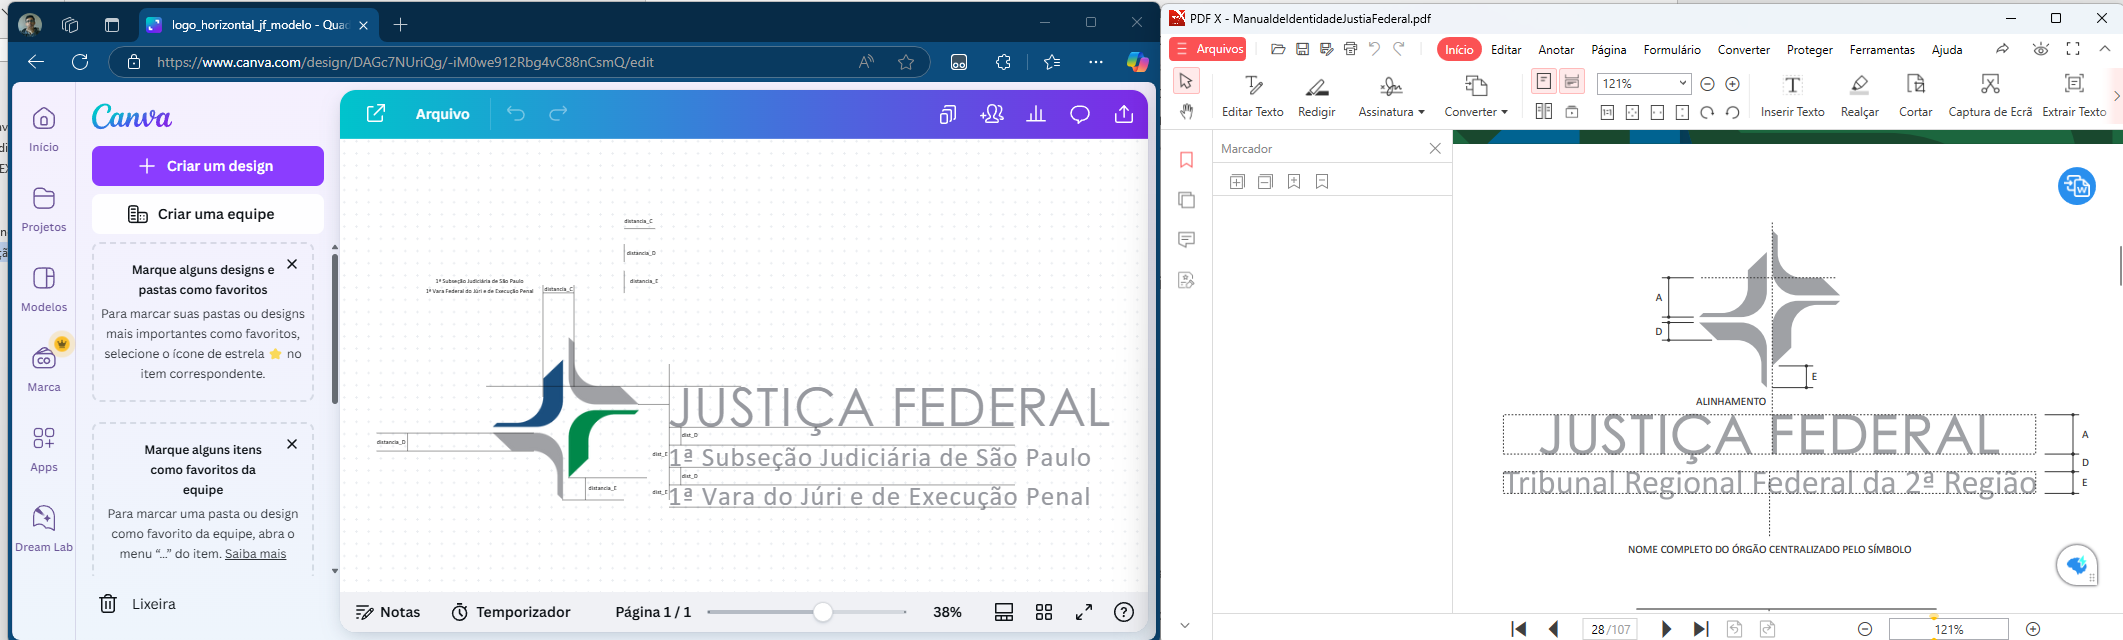 logo_horizontal_jf_modelo - Quad
https://www.canva.com/design/DAGc7NUriQg/-iM0we912Rbg4vC88nCsmQ/edit
Início
Projetos
Modelos
Marca
Apps
Dream Lab
Canva
Criar um design
Criar uma equipe
Marque alguns designs e
pastas como favoritos
Para marcar suas pastas ou designs
mais importantes como favoritos,
selecione o ícone de estrela ⭐ no
item correspondente.
Marque alguns itens
como favoritos da
equipe
Para marcar uma pasta ou design
como favorito da equipe, abra o
menu “...” do item. Saiba mais
Lixeira
Arquivo
distancia_C
distancia_D
distancia_E
1ª Subseção Judiciária de São Paulo
1ª Vara Federal do Júri e de Execução Penal
distancia_C
distancia_D
distancia_E
JUSTIÇA FEDERAL
dist_D
dist_E
1ª Subseção Judiciária de São Paulo
dist_D
dist_E
1ª Vara do Júri e de Execução Penal
Notas
Temporizador
Página 1 / 1
38%
PDF X - ManualdeIdentidadeJustiaFederal.pdf
Arquivos
Início
Editar
Anotar
Página
Formulário
Converter
Proteger
Ferramentas
Ajuda
121%
Editar Texto
Redigir
Assinatura
Converter
Inserir Texto
Realçar
Cortar
Captura de Ecrã
Extrair Texto
Marcador
A
D
E
ALINHAMENTO
JUSTIÇA FEDERAL
A
D
Tribunal Regional Federal da 2ª Região
E
NOME COMPLETO DO ÓRGÃO CENTRALIZADO PELO SÍMBOLO
28 /107
121%